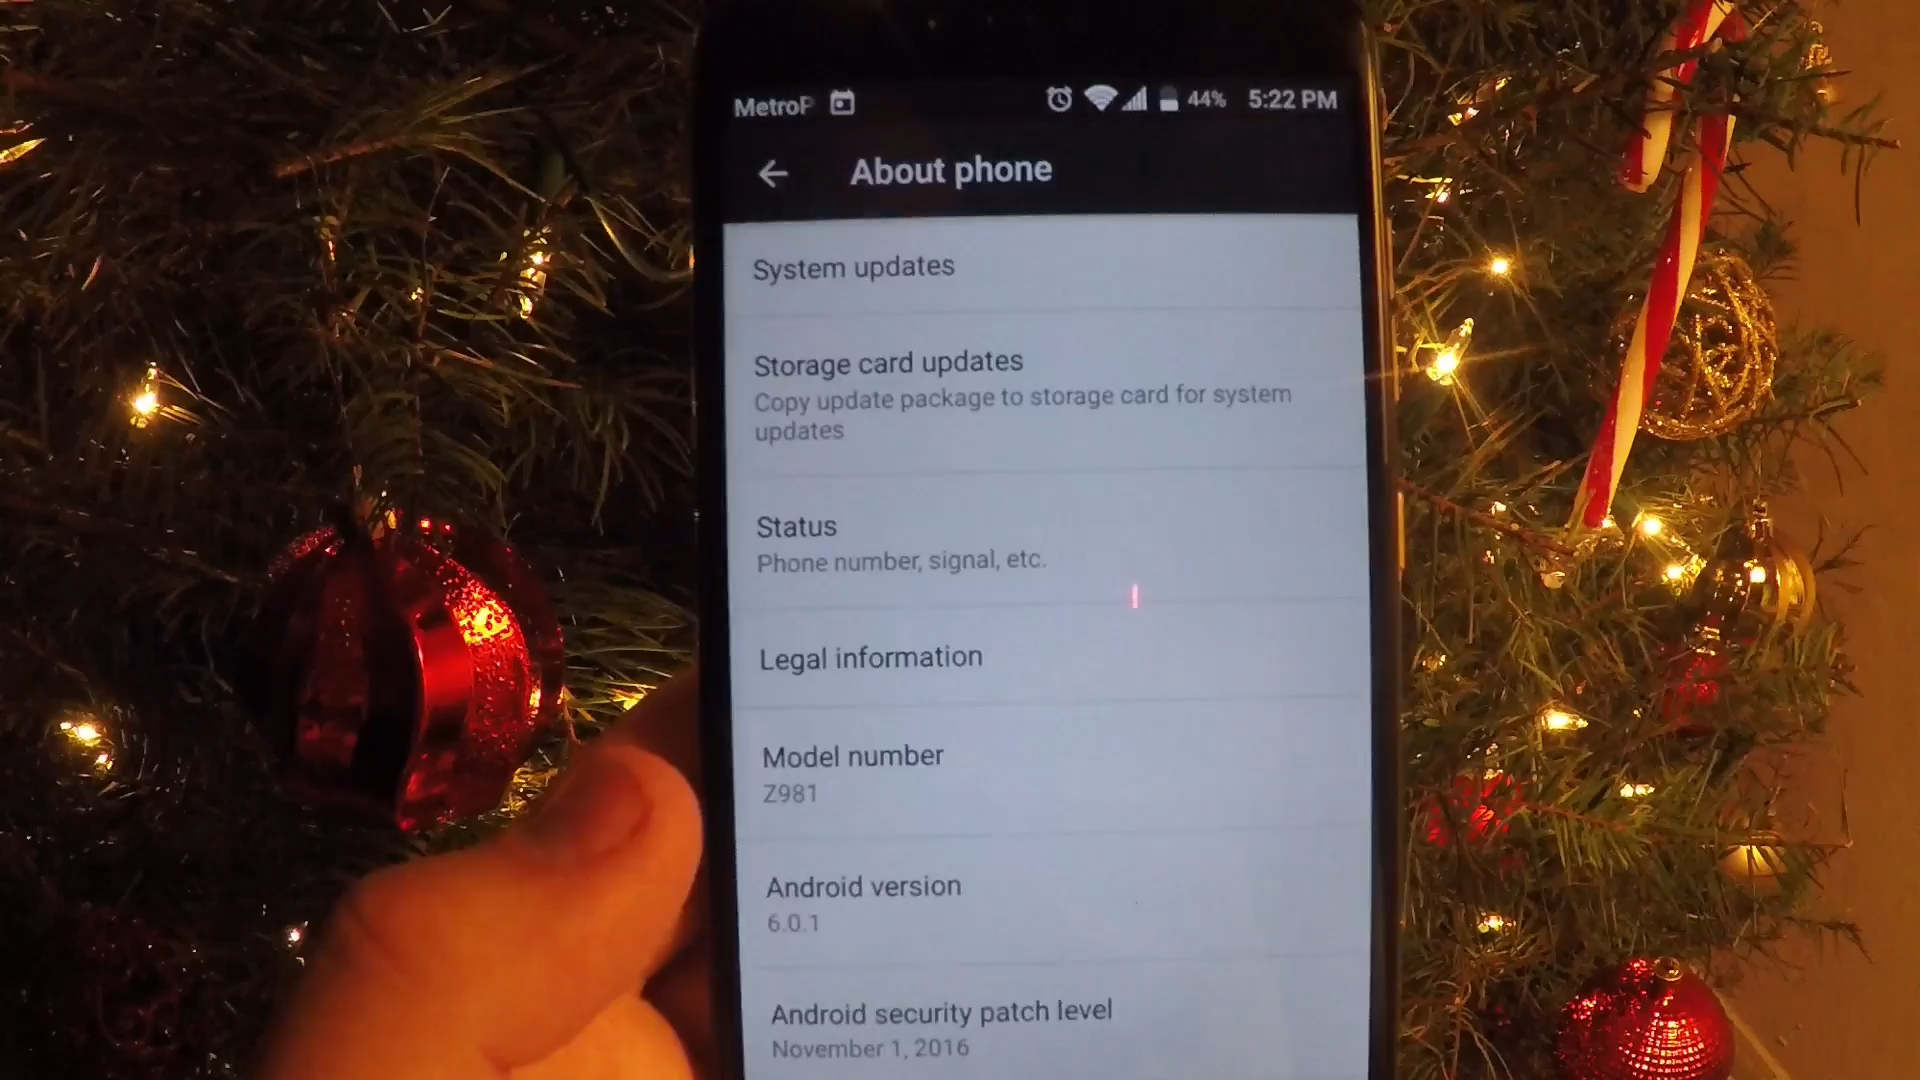 MetroP 44% 5:22 PM
About phone
System updates
Storage card updates
Copy update package to storage card for system
updates
Status
Phone number, signal, etc.
Legal information
Model number
Z981
Android version
6.0.1
Android security patch level
November 1, 2016